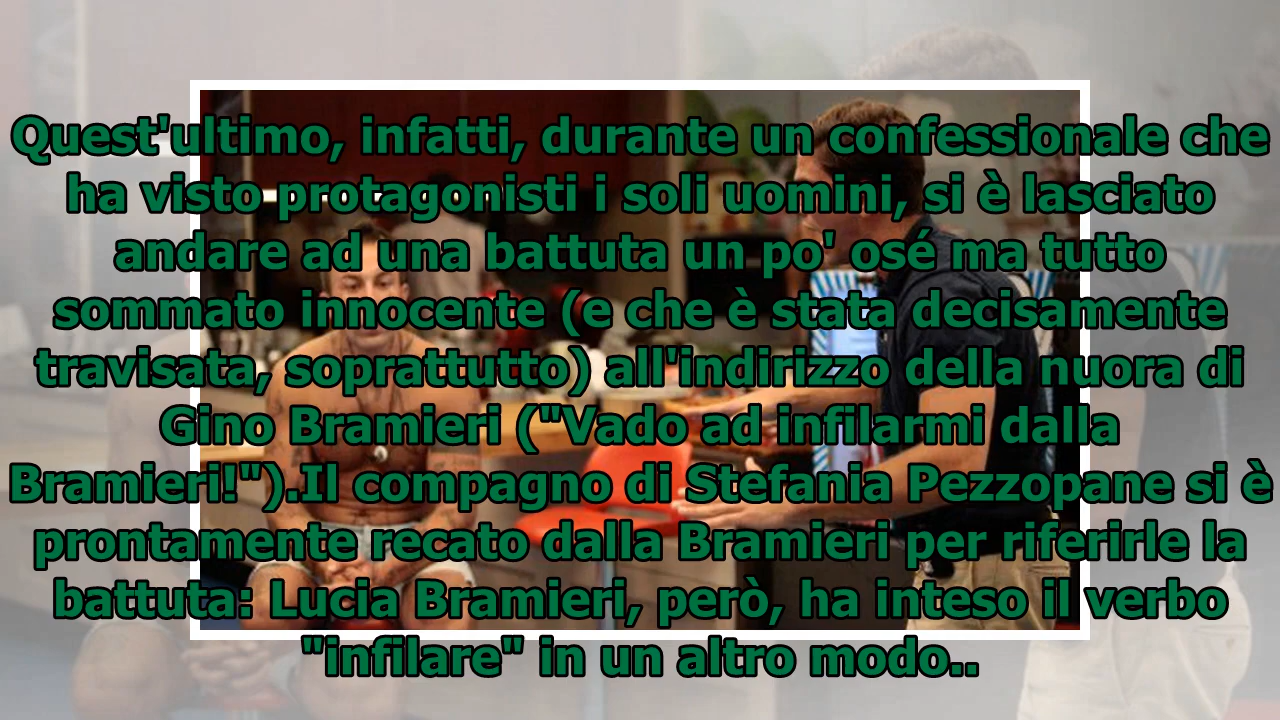 Quest'ultimo, infatti, durante un confessionale che
ha visto protagonisti i soli uomini, si è lasciato
andare ad una battuta un po' osé ma tutto
sommato innocente (e che è stata decisamente
travisata, soprattutto) all'indirizzo della nuora di
Gino Bramieri ("Vado ad infilarmi dalla
Bramieri!").Il compagno di Stefania Pezzopane si è
prontamente recato dalla Bramieri per riferirle la
battuta: Lucia Bramieri, però, ha inteso il verbo
"infilare" in un altro modo..